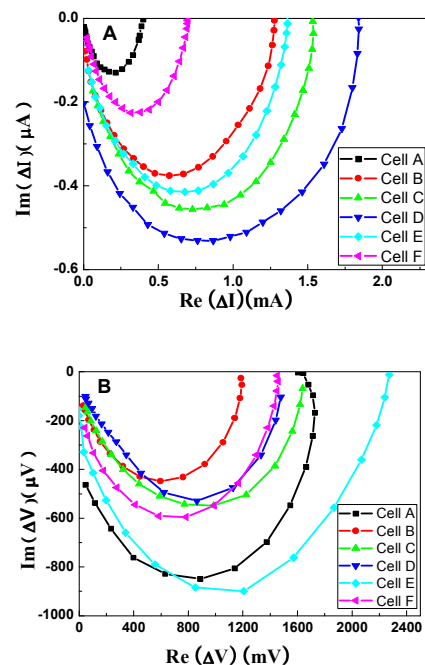 A
0.0
-0.2
-0.4
-0.6
Im(ΔI)(μA)
0.0 0.5 1.0 1.5 2.0
Re (ΔI)(mA)
Cell A
Cell B
Cell C
Cell D
Cell E
Cell F
B
0
-200
-400
-600
-800
-1000
Im(ΔV)(μV)
0 400 800 1200 1600 2000 2400
Re (ΔV) (mV)
Cell A
Cell B
Cell C
Cell D
Cell E
Cell F